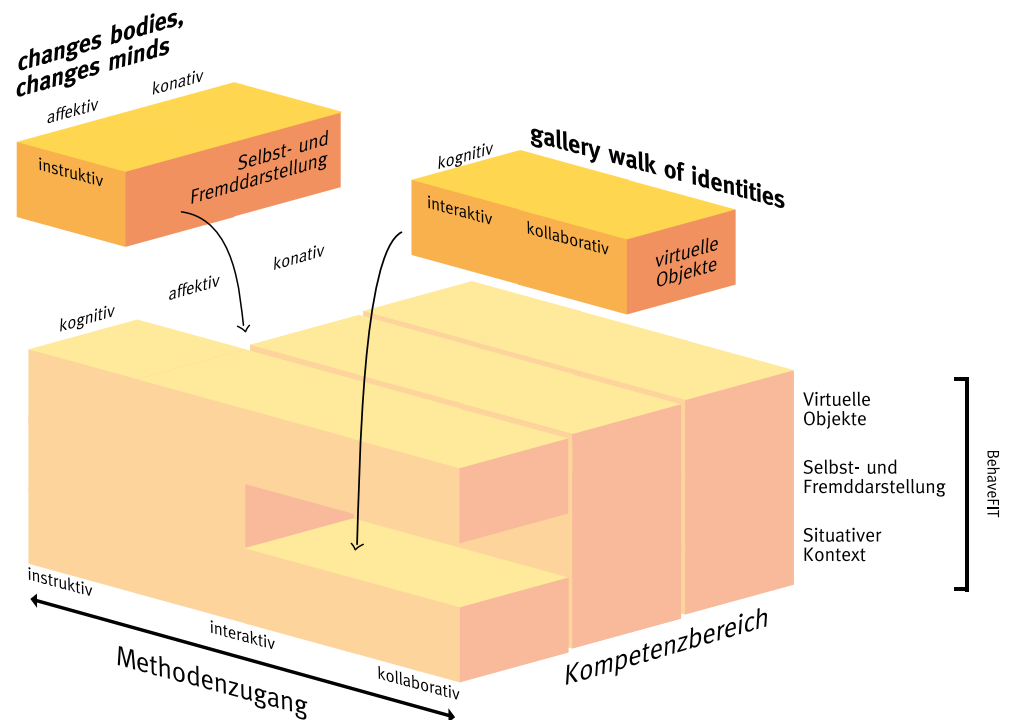 changes bodies,
changes minds
affektiv
konativ
instruktiv
Selbst- und
Fremddarstellung
gallery walk of identities
kognitiv
interaktiv
kollaborativ
virtuelle
Objekte
kognitiv
affektiv
konativ
Virtuelle
Objekte
Selbst- und
Fremddarstellung
Situativer
Kontext
BehaveFIT
instruktiv
interaktiv
kollaborativ
Methodenzugang
Kompetenzbereich